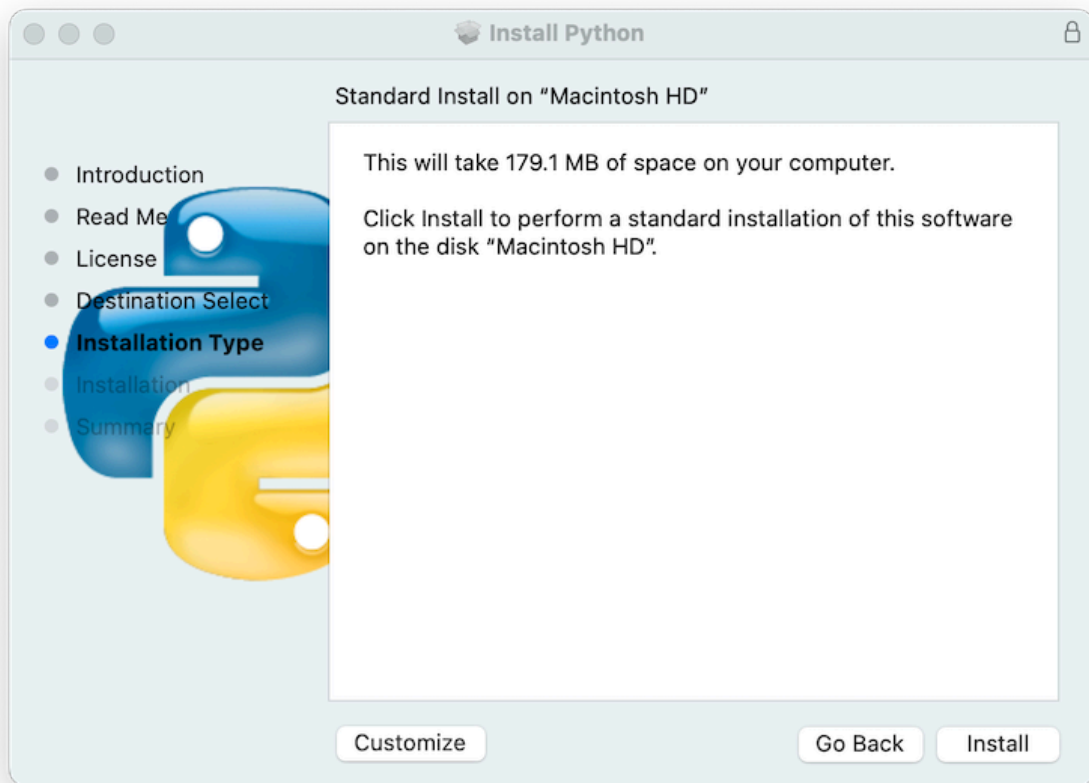 Install Python
Standard Install on “Macintosh HD”
Introduction
Read Me
License
Destination Select
Installation Type
Installation
Summary
This will take 179.1 MB of space on your computer.
Click Install to perform a standard installation of this software
on the disk “Macintosh HD”.
Customize
Go Back
Install